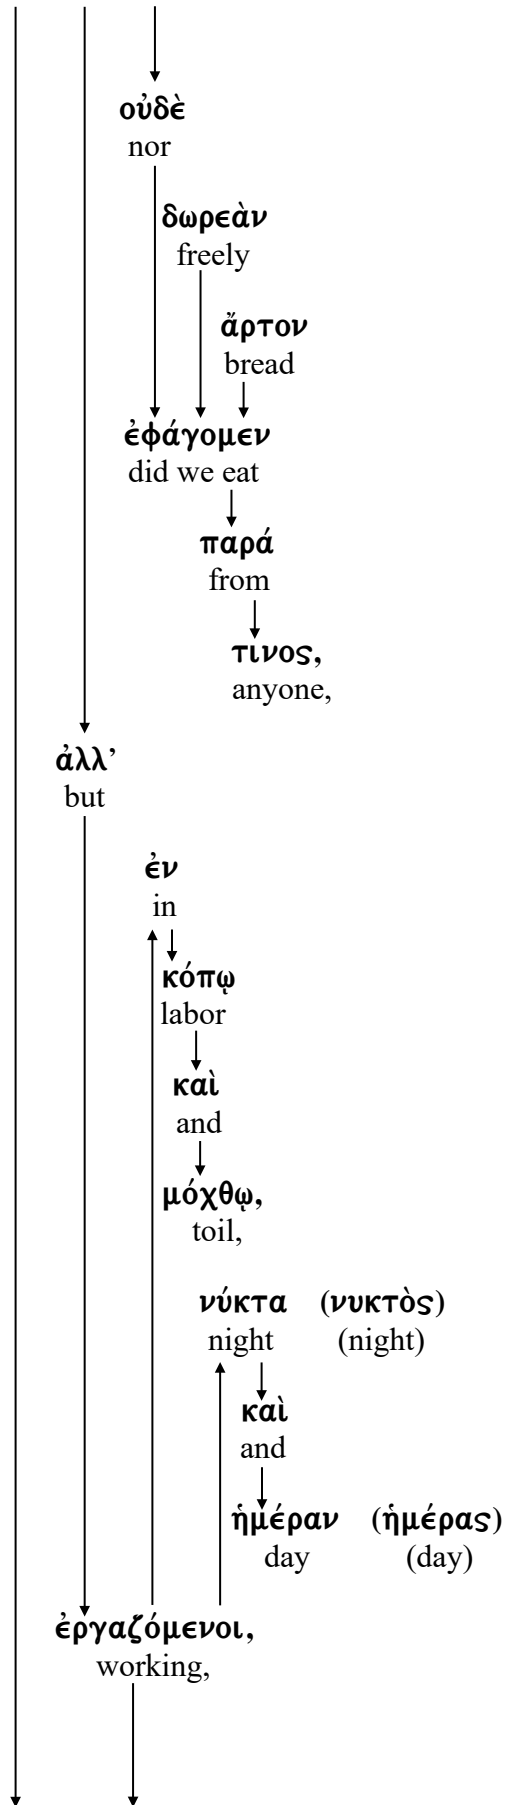 οὐδὲ
nor
δωρεὰν
freely
ἄρτον
bread
ἐφάγομεν
did we eat
παρά
from
τινος,
anyone,
ἀλλ’
but
ἐν
in
κόπῳ
labor
καὶ
and
μόχθῳ,
toil,
νύκτα (νυκτὸς)
night (night)
καὶ
and
ἡμέραν (ἡμέρας)
day (day)
ἐργαζόμενοι,
working,